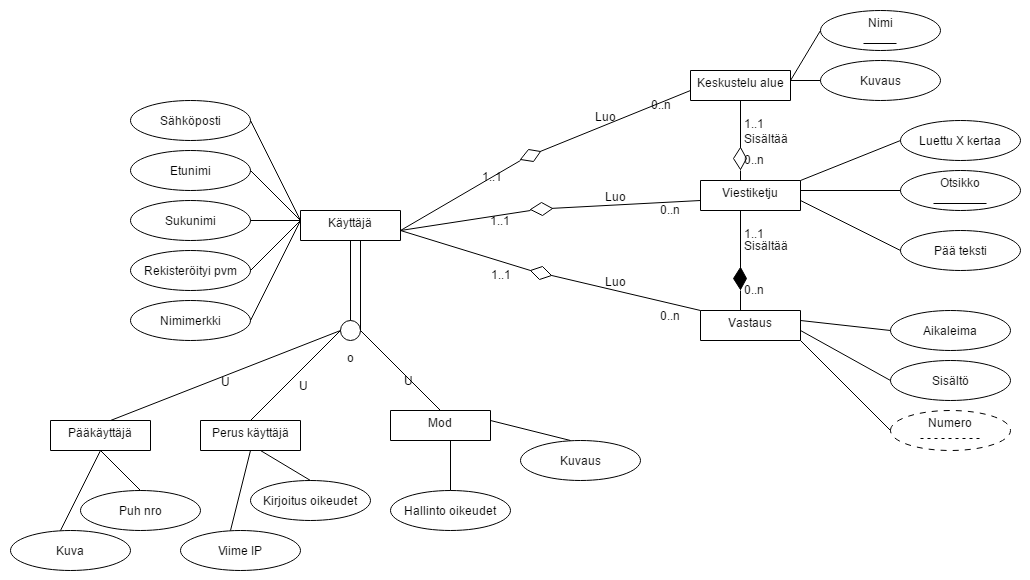 Nimi
Keskustelu alue
Kuvaus
0..n
Luo
Sähköposti
1..1
Sisältää
0..n
Luettu X kertaa
Etunimi
1..1
Otsikko
Viestiketju
Luo
0..n
Sukunimi
Käyttäjä
1..1
1..1
Sisältää
Pää teksti
Rekisteröityi pvm
1..1
Luo
0..n
Nimimerkki
0..n
Vastaus
Aikaleima
o
U
U
U
Sisältö
Pääkäyttäjä
Perus käyttäjä
Mod
Numero
Kuvaus
Puh nro
Kirjoitus oikeudet
Hallinto oikeudet
Kuva
Viime IP